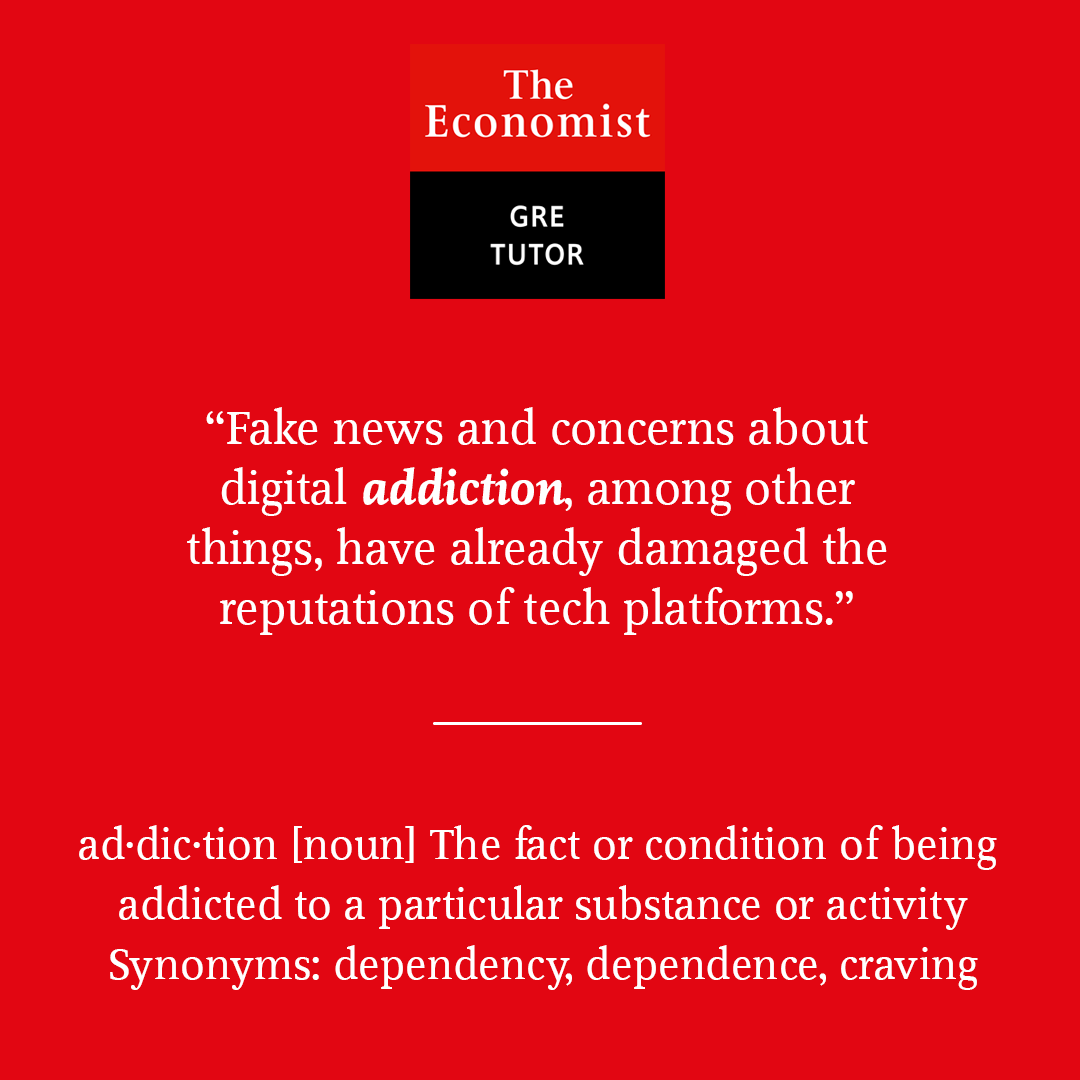 The
Economist
GRE
TUTOR
“Fake news and concerns about
digital addiction, among other
things, have already damaged the
reputations of tech platforms.”
ad·dic·tion [noun] The fact or condition of being
addicted to a particular substance or activity
Synonyms: dependency, dependence, craving